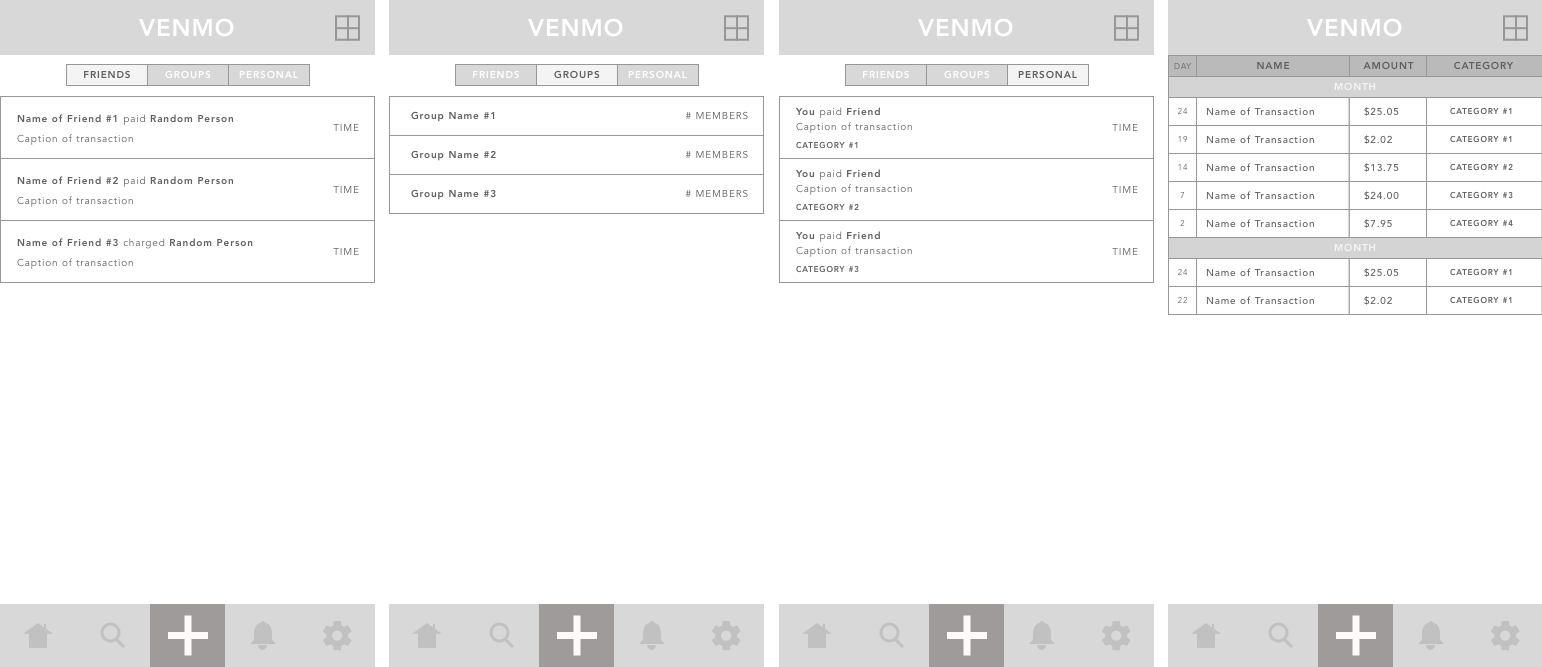 VENMO
FRIENDS GROUPS PERSONAL
Name of Friend #1 paid Random Person
Caption of transaction
TIME
Name of Friend #2 paid Random Person
Caption of transaction
TIME
Name of Friend #3 charged Random Person
Caption of transaction
TIME
VENMO
FRIENDS GROUPS PERSONAL
Group Name #1 # MEMBERS
Group Name #2 # MEMBERS
Group Name #3 # MEMBERS
VENMO
FRIENDS GROUPS PERSONAL
You paid Friend
Caption of transaction
TIME
CATEGORY #1
You paid Friend
Caption of transaction
TIME
CATEGORY #2
You paid Friend
Caption of transaction
TIME
CATEGORY #3
VENMO
DAY NAME AMOUNT CATEGORY
MONTH
24 Name of Transaction $25.05 CATEGORY #1
19 Name of Transaction $2.02 CATEGORY #1
14 Name of Transaction $13.75 CATEGORY #2
7 Name of Transaction $24.00 CATEGORY #3
2 Name of Transaction $7.95 CATEGORY #4
MONTH
24 Name of Transaction $25.05 CATEGORY #1
22 Name of Transaction $2.02 CATEGORY #1